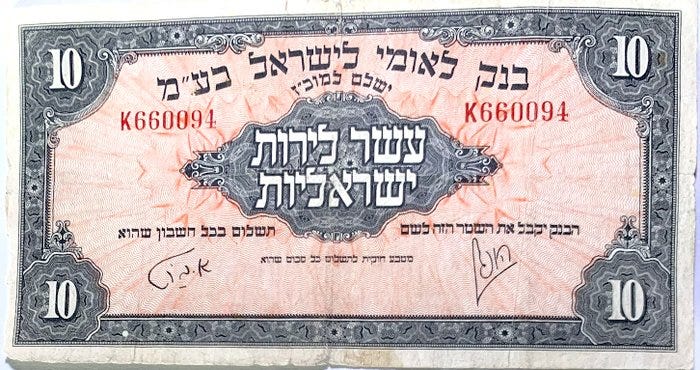 10 10
בנק לאומי לישראל בע״מ
ישלם למוכ״ז
K660094 K660094
עשר לירות
ישראליות
הבנק יקבל את השטר הזה לשם תשלום בכל חשבון שהוא
מטבע חוקית לתשלום כל סכום שהוא
10 10